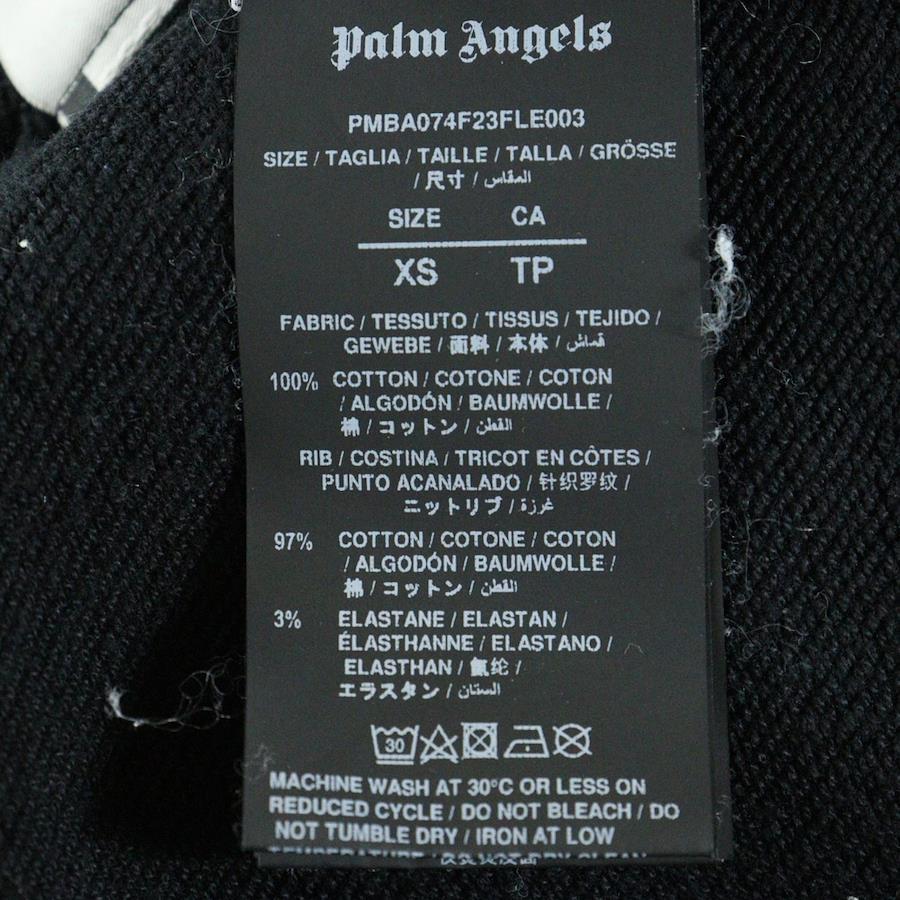 Palm Angels
PMBA074F23FLE003
SIZE / TAGLIA / TAILLE / TALLA / GRÖSSE
/ 尺寸 / المقاس
SIZE CA
XS TP
FABRIC / TESSUTO / TISSUS / TEJIDO /
GEWEBE / 面料 / 本体 / قماش
100% COTTON / COTONE / COTON
/ ALGODÓN / BAUMWOLLE /
棉 / コットン / القطن
RIB / COSTINA / TRICOT EN CÔTES /
PUNTO ACANALADO / 针织罗纹 /
ニットリブ / غرزة
97% COTTON / COTONE / COTON
/ ALGODÓN / BAUMWOLLE /
棉 / コットン / القطن
3% ELASTANE / ELASTAN /
ÉLASTHANNE / ELASTANO /
ELASTHAN / 氨纶 /
エラスタン / الستان
30
MACHINE WASH AT 30°C OR LESS ON
REDUCED CYCLE / DO NOT BLEACH / DO
NOT TUMBLE DRY / IRON AT LOW